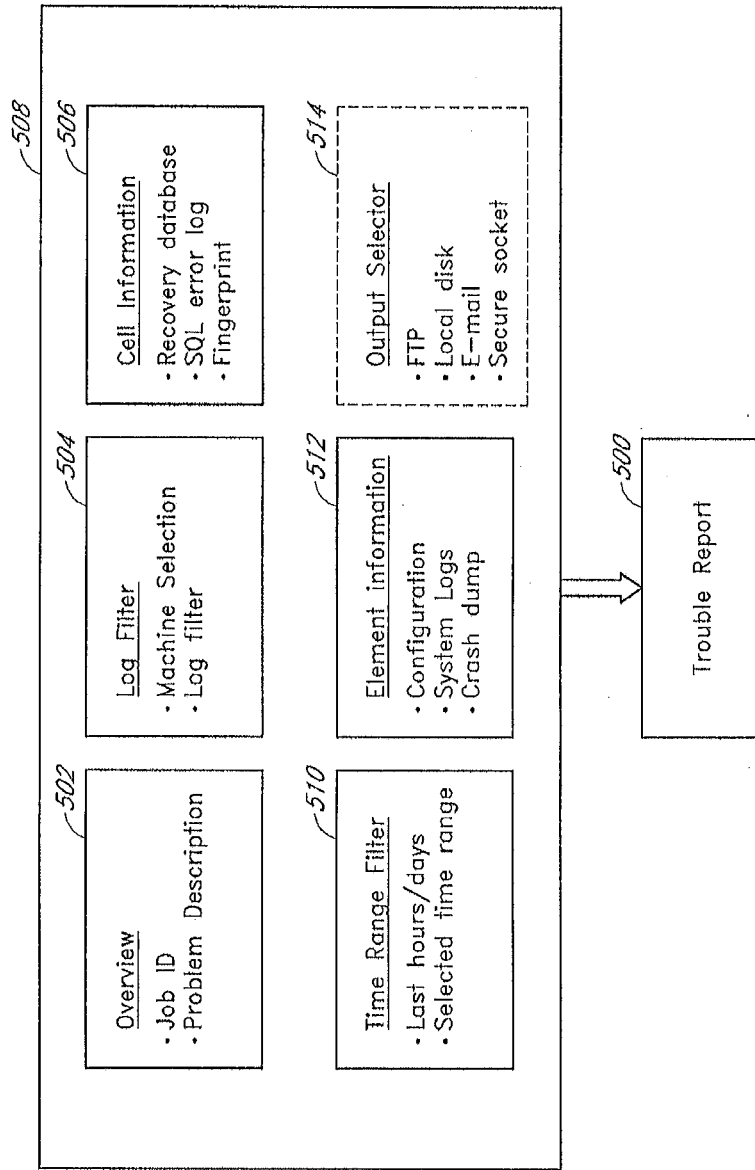 508
502
Overview
· Job ID
· Problem Description
504
Log Filter
· Machine Selection
· Log filter
506
Cell Information
· Recovery database
· SQL error log
· Fingerprint
510
Time Range Filter
· Last hours/days
· Selected time range
512
Element information
· Configuration
· System Logs
· Crash dump
514
Output Selector
· FTP
· Local disk
· E-mail
· Secure socket
500
Trouble Report